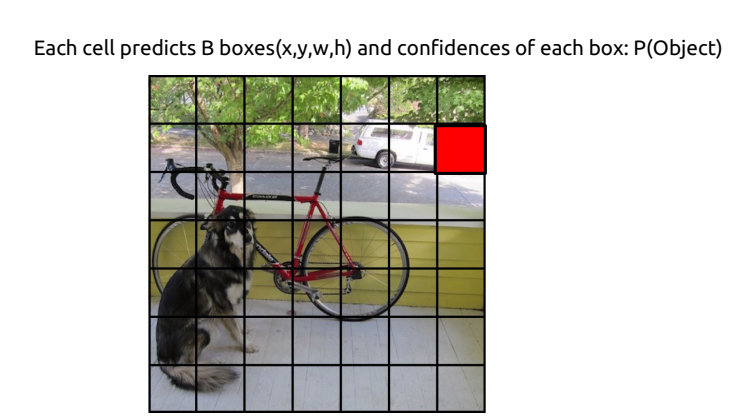 Each cell predicts B boxes(x,y,w,h) and confidences of each box: P(Object)